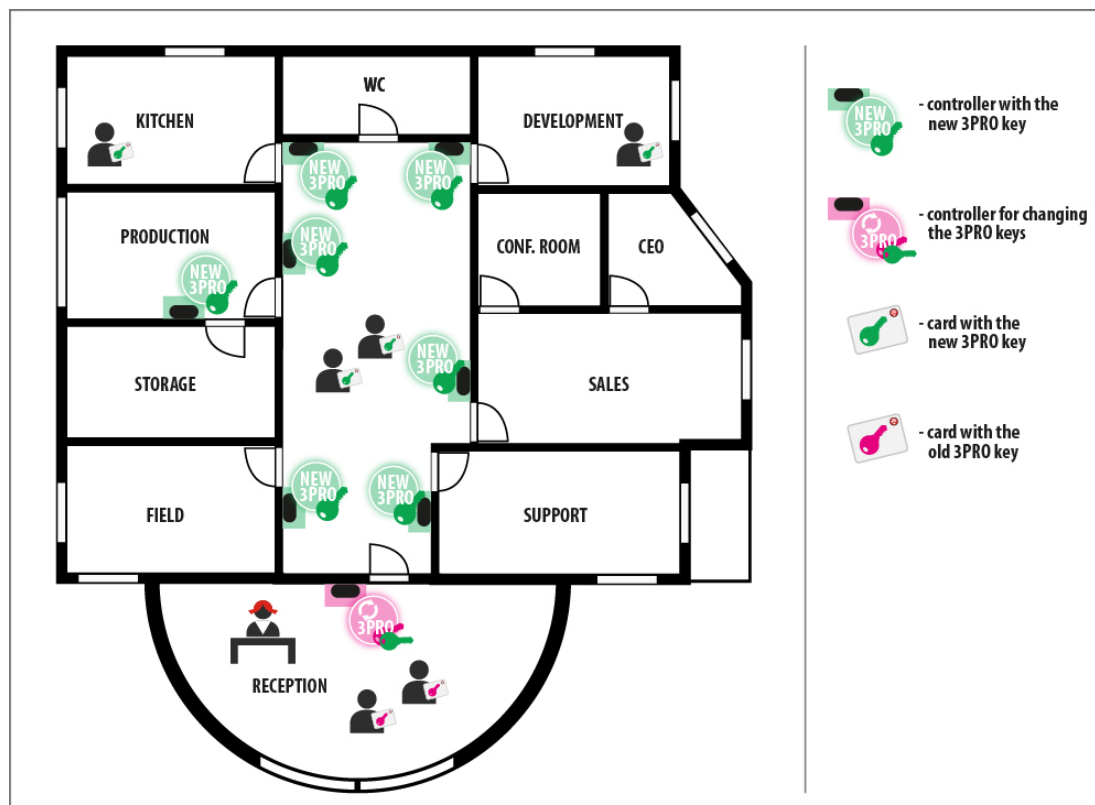 WC
KITCHEN
DEVELOPMENT
NEW
3PRO
NEW
3PRO
PRODUCTION
NEW
3PRO
CONF. ROOM
CEO
NEW
3PRO
STORAGE
NEW
3PRO
SALES
NEW
3PRO
NEW
3PRO
FIELD
SUPPORT
3PRO
RECEPTION
NEW
3PRO
- controller with the
new 3PRO key
3PRO
- controller for changing
the 3PRO keys
- card with the
new 3PRO key
- card with the
old 3PRO key